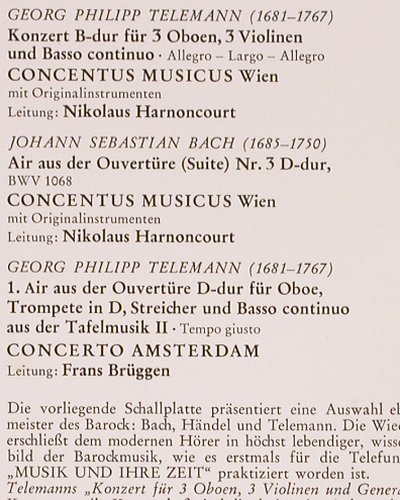 GEORG PHILIPP TELEMANN (1681–1767)
Konzert B-dur für 3 Oboen, 3 Violinen
und Basso continuo · Allegro – Largo – Allegro
CONCENTUS MUSICUS Wien
mit Originalinstrumenten
Leitung: Nikolaus Harnoncourt
JOHANN SEBASTIAN BACH (1685–1750)
Air aus der Ouvertüre (Suite) Nr. 3 D-dur,
BWV 1068
CONCENTUS MUSICUS Wien
mit Originalinstrumenten
Leitung: Nikolaus Harnoncourt
GEORG PHILIPP TELEMANN (1681–1767)
1. Air aus der Ouvertüre D-dur für Oboe,
Trompete in D, Streicher und Basso continuo
aus der Tafelmusik II · Tempo giusto
CONCERTO AMSTERDAM
Leitung: Frans Brüggen
Die vorliegende Schallplatte präsentiert eine Auswahl
meister des Barock: Bach, Händel und Telemann. Die
erschließt dem modernen Hörer in höchst lebendiger,
bild der Barockmusik, wie es erstmals für die
„MUSIK UND IHRE ZEIT“ praktiziert worden ist.
Telemanns „Konzert für 3 Oboen, 3 Violinen und